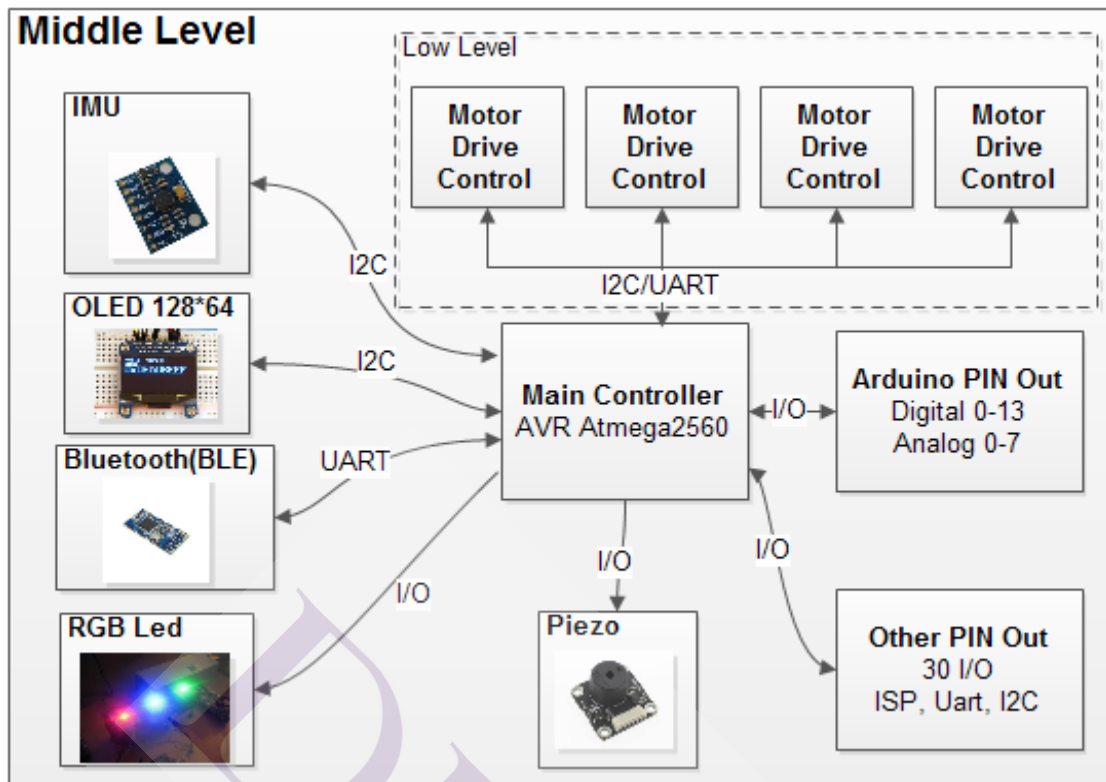 Middle Level
Low Level
Motor
Drive
Control
Motor
Drive
Control
Motor
Drive
Control
Motor
Drive
Control
I2C/UART
IMU
I2C
OLED 128*64
I2C
Bluetooth(BLE)
UART
RGB Led
I/O
Main Controller
AVR Atmega2560
I/O
Piezo
I/O
Arduino PIN Out
Digital 0-13
Analog 0-7
I/O
Other PIN Out
30 I/O
ISP, Uart, I2C